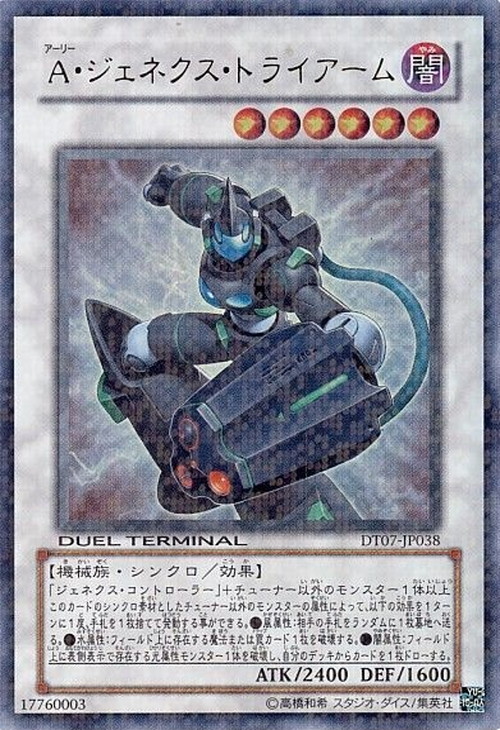 アーリー
A・ジェネクス・トライアーム
やみ
闇
DUEL TERMINAL
DT07-JP038
【機械族・シンクロ/効果】
「ジェネクス・コントローラー」+チューナー以外のモンスター1体以上
このカードのシンクロ素材としたチューナー以外のモンスターの属性によって、以下の効果を1ターン
に1度、手札を1枚捨てて発動する事ができる。●風属性:相手の手札をランダムに1枚墓地へ送
る。●水属性:フィールド上に存在する魔法または罠カード1枚を破壊する。●闇属性:フィールド
上に表側表示で存在する光属性モンスター1体を破壊し、自分のデッキからカードを1枚ドローする。
ATK/2400 DEF/1600
17760003
©高橋和希 スタジオ・ダイス/集英社